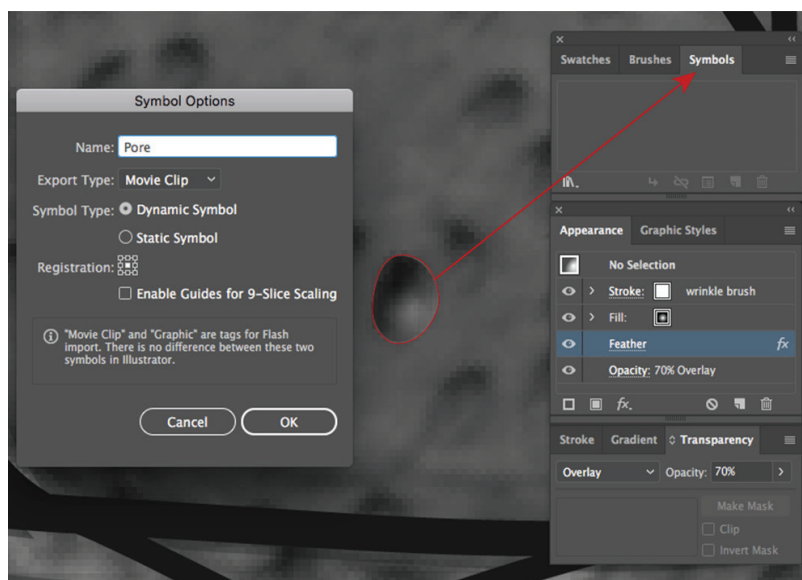 Symbol Options
Name: Pore
Export Type: Movie Clip
Symbol Type: Dynamic Symbol
Static Symbol
Registration:
Enable Guides for 9-Slice Scaling
"Movie Clip" and "Graphic" are tags for Flash
import. There is no difference between these two
symbols in Illustrator.
Cancel OK
Swatches Brushes Symbols
Appearance Graphic Styles
No Selection
Stroke: wrinkle brush
Fill:
Feather fx
Opacity: 70% Overlay
fx.
Stroke Gradient Transparency
Overlay Opacity: 70%
Make Mask
Clip
Invert Mask